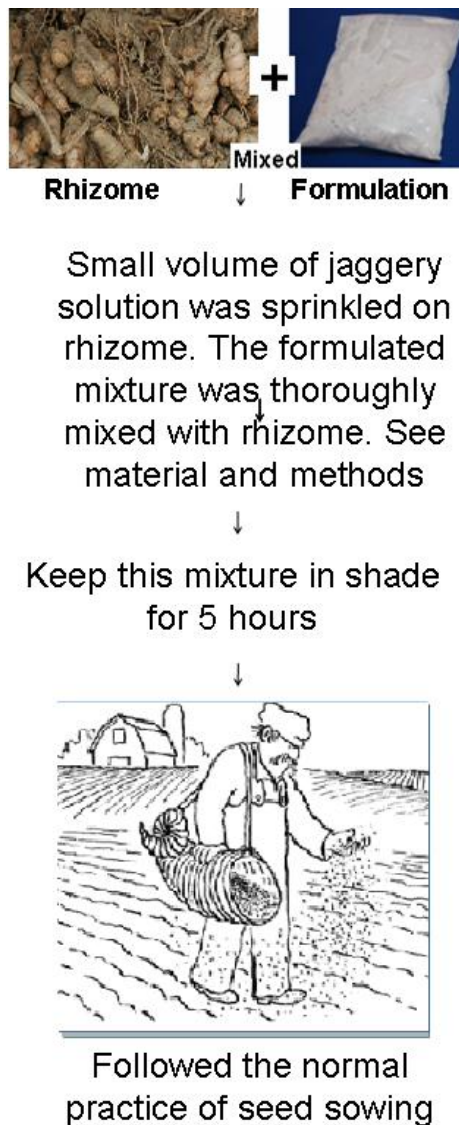 +
Mixed
Rhizome ↓ Formulation
Small volume of jaggery
solution was sprinkled on
rhizome. The formulated
mixture was thoroughly
↓
mixed with rhizome. See
material and methods
↓
Keep this mixture in shade
for 5 hours
↓
Followed the normal
practice of seed sowing